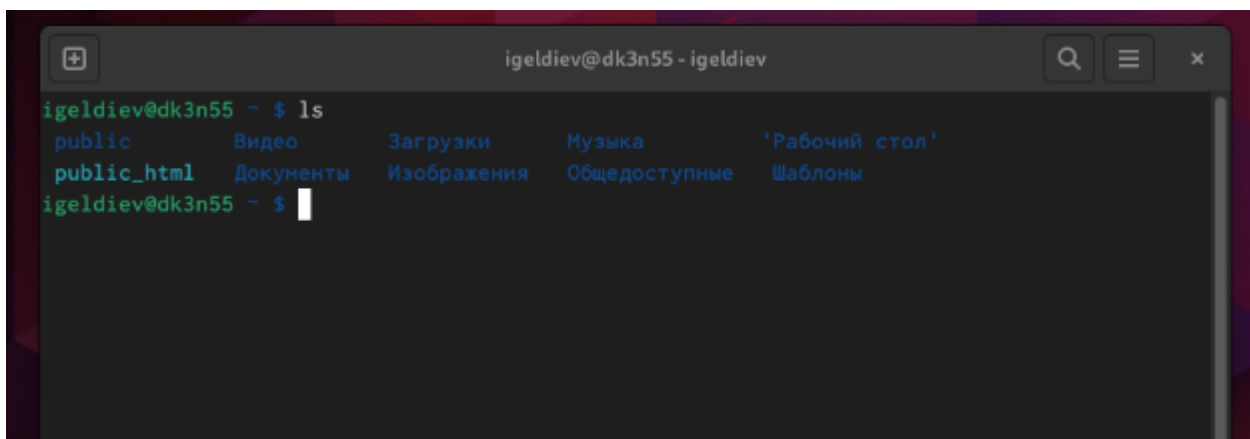 igeldiev@dk3n55 - igeldiev
igeldiev@dk3n55 ~ $ ls
public Видео Загрузки Музыка 'Рабочий стол'
public_html Документы Изображения Общедоступные Шаблоны
igeldiev@dk3n55 ~ $